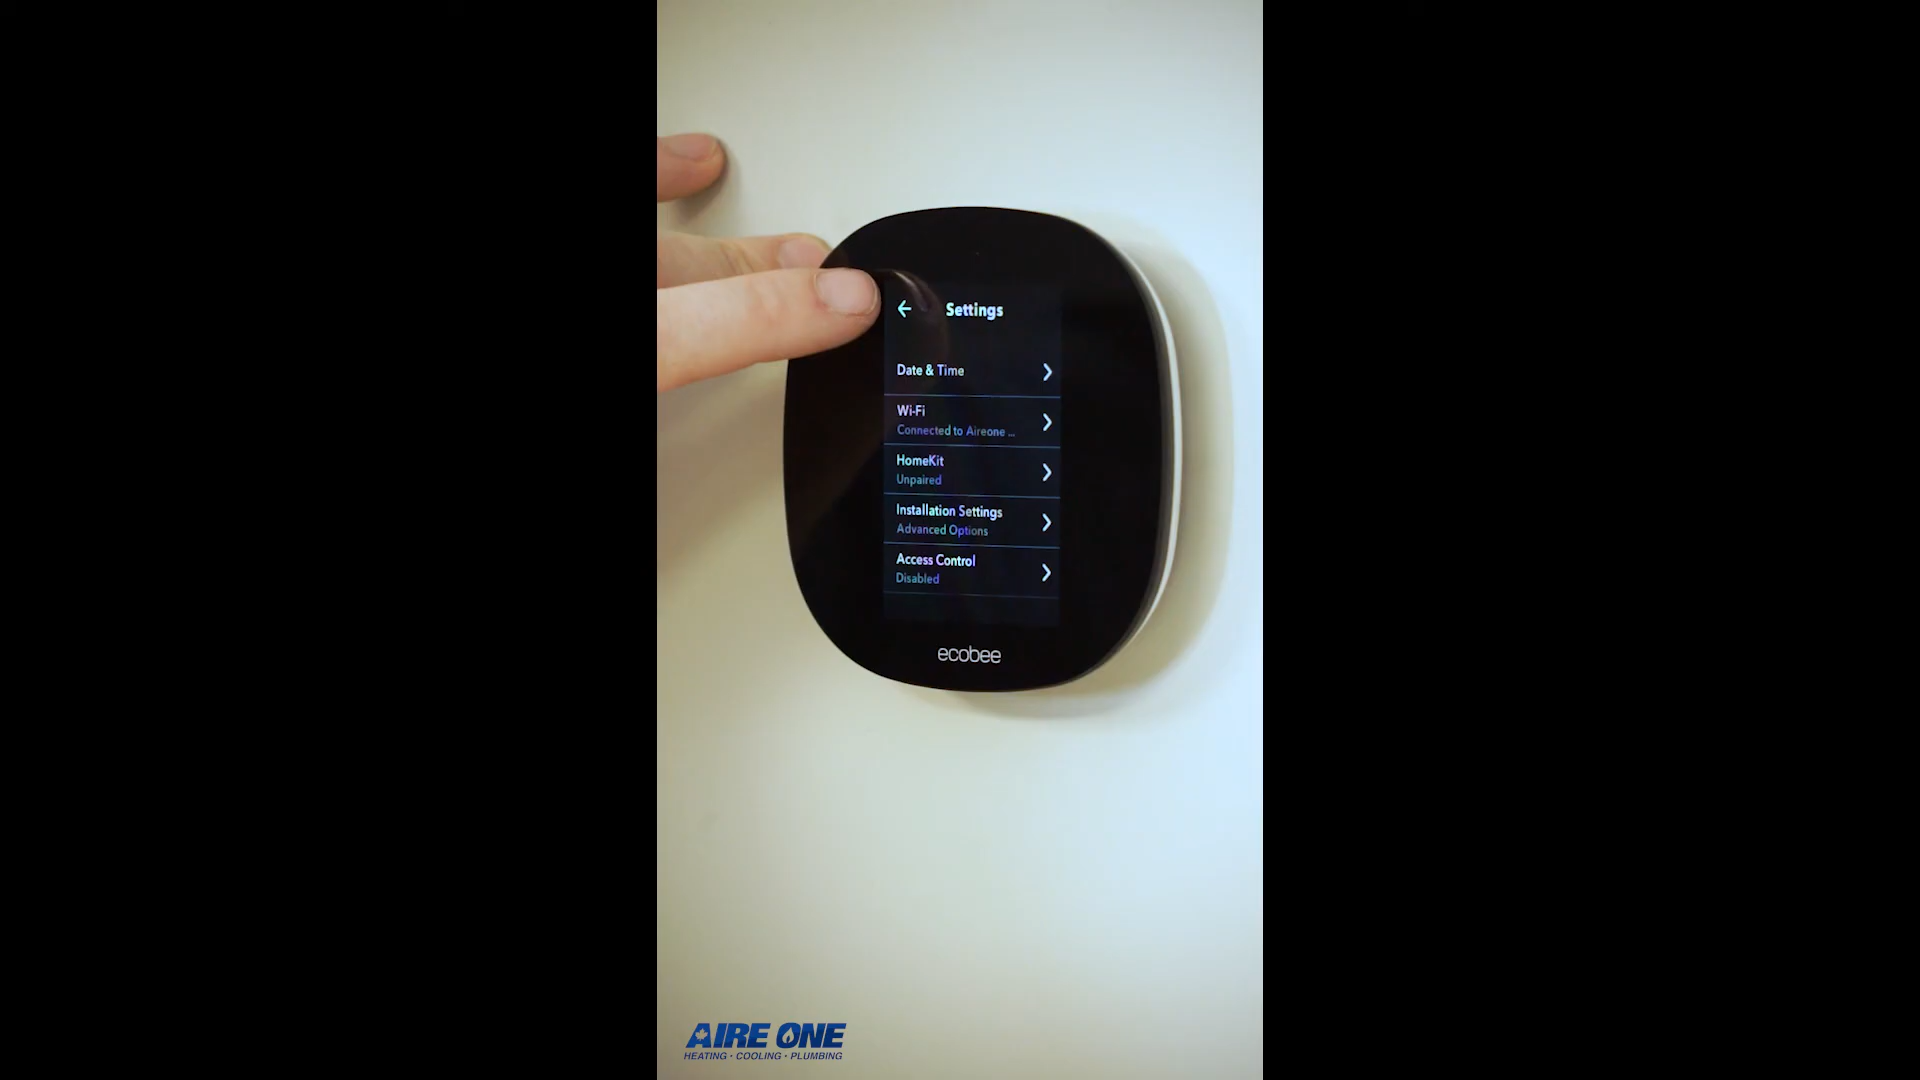 Settings
Date & Time
Wi-Fi
Connected to Aireone ...
HomeKit
Unpaired
Installation Settings
Advanced Options
Access Control
Disabled
ecobee
AIRE ONE
HEATING • COOLING • PLUMBING